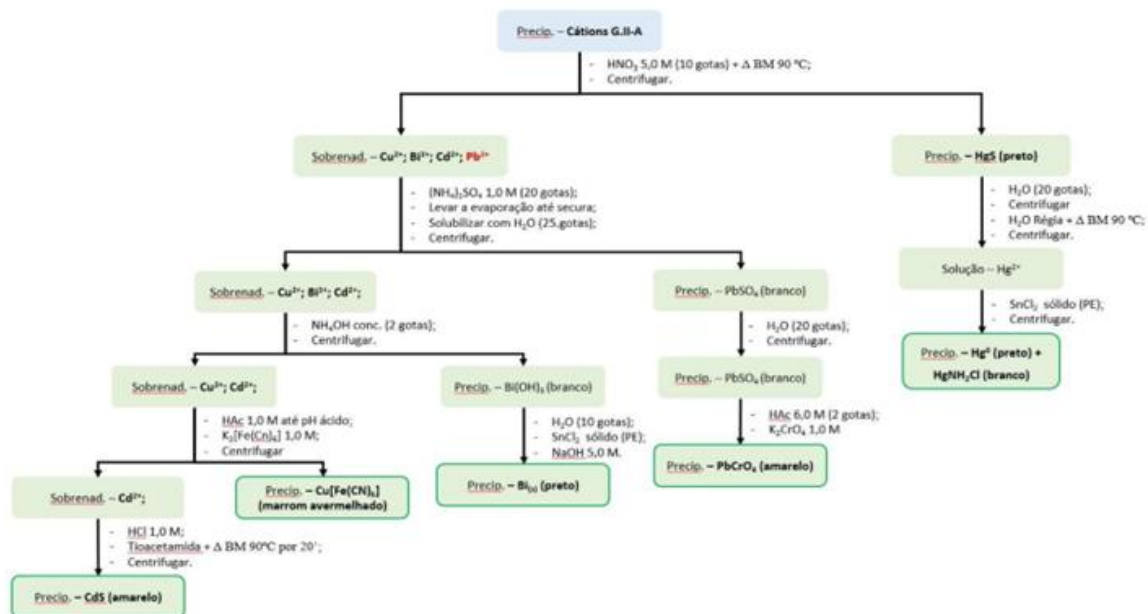 Precip. – Cátions G.II-A
- HNO₃ 5,0 M (10 gotas) + Δ BM 90 ºC;
- Centrifugar.
Sobrenad. – Cu²⁺; Bi³⁺; Cd²⁺; Pb²⁺
Precip. – HgS (preto)
- (NH₄)₂SO₄ 1,0 M (20 gotas);
- Levar a evaporação até secura;
- Solubilizar com H₂O (25.gotas);
- Centrifugar.
- H₂O (20 gotas);
- Centrifugar
- H₂O Régia + Δ BM 90 ºC;
- Centrifugar.
Solução – Hg²⁺
- SnCl₂ sólido (PE);
- Centrifugar.
Precip. – Hg⁰ (preto) +
HgNH₂Cl (branco)
Sobrenad. – Cu²⁺; Bi³⁺; Cd²⁺;
Precip. – PbSO₄ (branco)
- NH₄OH conc. (2 gotas);
- Centrifugar.
- H₂O (20 gotas);
- Centrifugar.
Sobrenad. – Cu²⁺; Cd²⁺;
Precip. – Bi(OH)₃ (branco)
Precip. – PbSO₄ (branco)
- HAc 1,0 M até pH ácido;
- K₂[Fe(Cn)₆] 1,0 M;
- Centrifugar
- H₂O (10 gotas);
- SnCl₂ sólido (PE);
- NaOH 5,0 M.
- HAc 6,0 M (2 gotas);
- K₂CrO₄ 1,0 M
Sobrenad. – Cd²⁺;
Precip. – Cu[Fe(CN)₆]
(marrom avermelhado)
Precip. – Bi₍ₛ₎ (preto)
Precip. – PbCrO₄ (amarelo)
- HCl 1,0 M;
- Tioacetamida + Δ BM 90ºC por 20´;
- Centrifugar.
Precip. – CdS (amarelo)